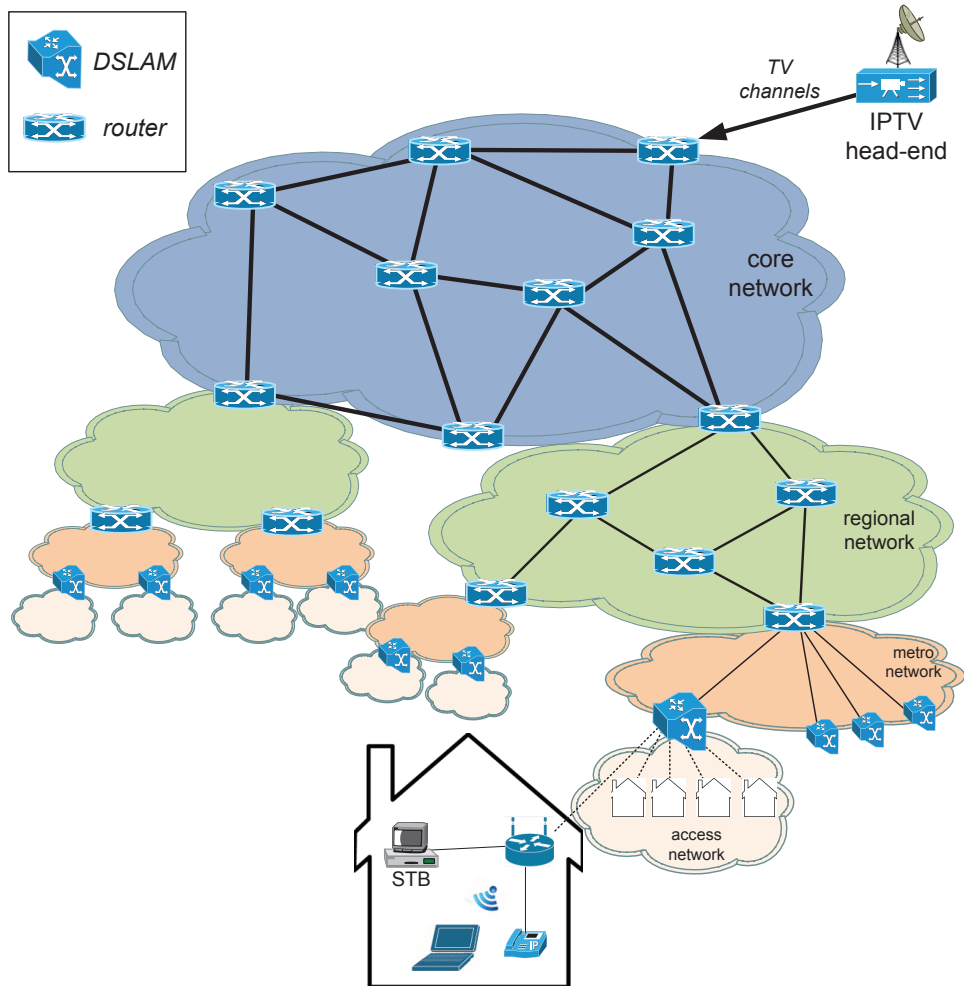 DSLAM
router
TV
channels
IPTV
head-end
core
network
regional
network
metro
network
access
network
STB
IP